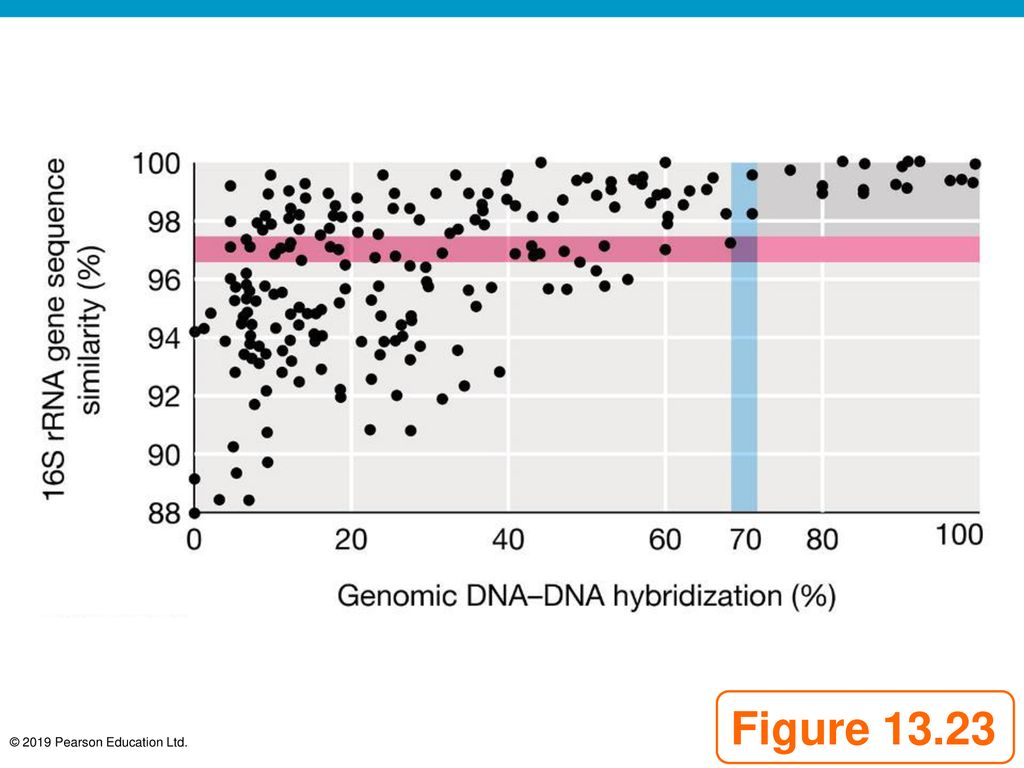 16S rRNA gene sequence
similarity (%)
100
98
96
94
92
90
88
0 20 40 60 70 80 100
Genomic DNA–DNA hybridization (%)
Figure 13.23
© 2019 Pearson Education Ltd.